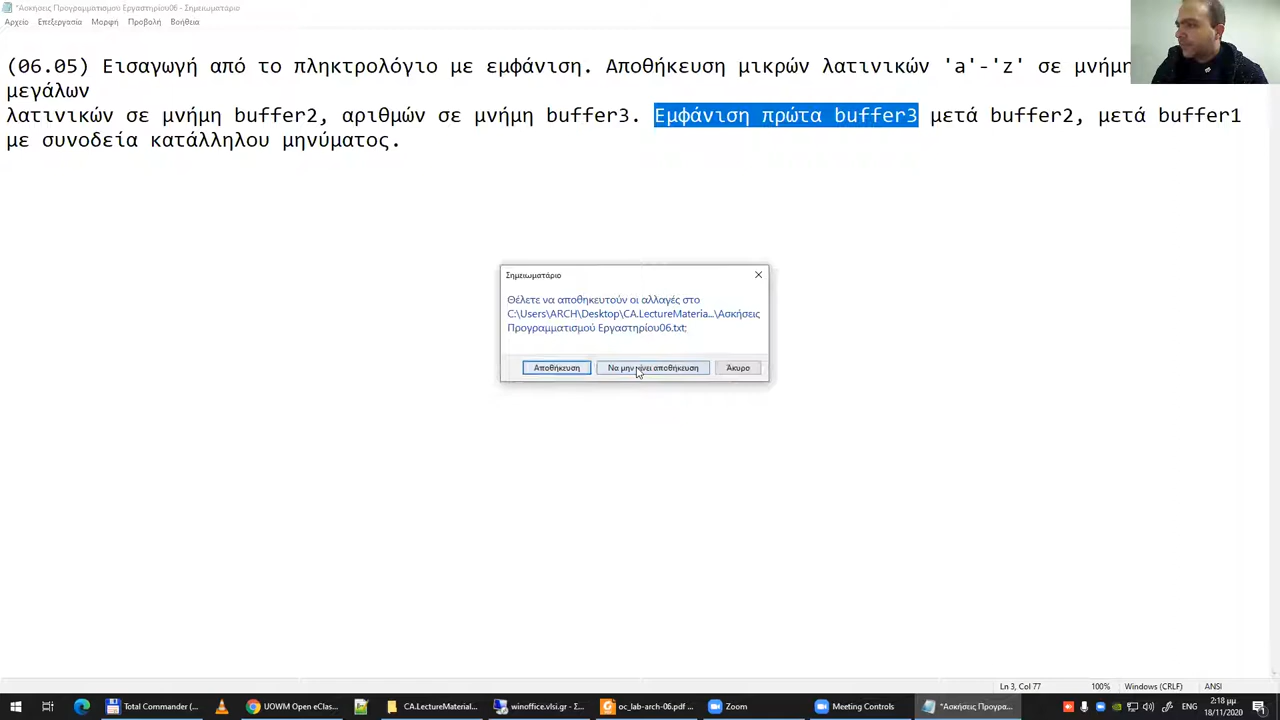 *Ασκήσεις Προγραμματισμού Εργαστηρίου06 - Σημειωματάριο
Αρχείο Επεξεργασία Μορφή Προβολή Βοήθεια
(06.05) Εισαγωγή από το πληκτρολόγιο με εμφάνιση. Αποθήκευση μικρών λατινικών 'a'-'z' σε μνήμη
μεγάλων
λατινικών σε μνήμη buffer2, αριθμών σε μνήμη buffer3. Εμφάνιση πρώτα buffer3 μετά buffer2, μετά buffer1
με συνοδεία κατάλληλου μηνύματος.
Σημειωματάριο
Θέλετε να αποθηκευτούν οι αλλαγές στο
C:\Users\ARCH\Desktop\CA.LectureMateria...\Ασκήσεις
Προγραμματισμού Εργαστηρίου06.txt;
Αποθήκευση Να μην γίνει αποθήκευση Άκυρο
Ln 3, Col 77 100% Windows (CRLF) ANSI
Total Commander (... UOWM Open eClas... CA.LectureMaterial... winoffice.vlsi.gr - Σ... oc_lab-arch-06.pdf ... Zoom Meeting Controls *Ασκήσεις Προγρα... ENG 2:18 μμ
18/11/2020